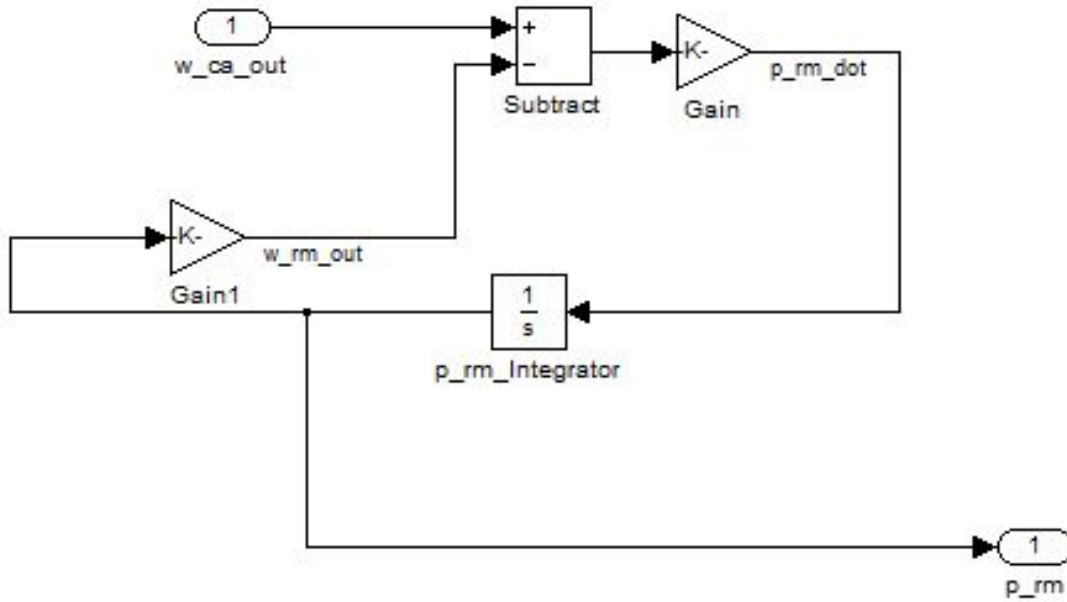 1
w_ca_out
+
−
Subtract
-K-
Gain
p_rm_dot
-K-
w_rm_out
Gain1
1
s
p_rm_Integrator
1
p_rm